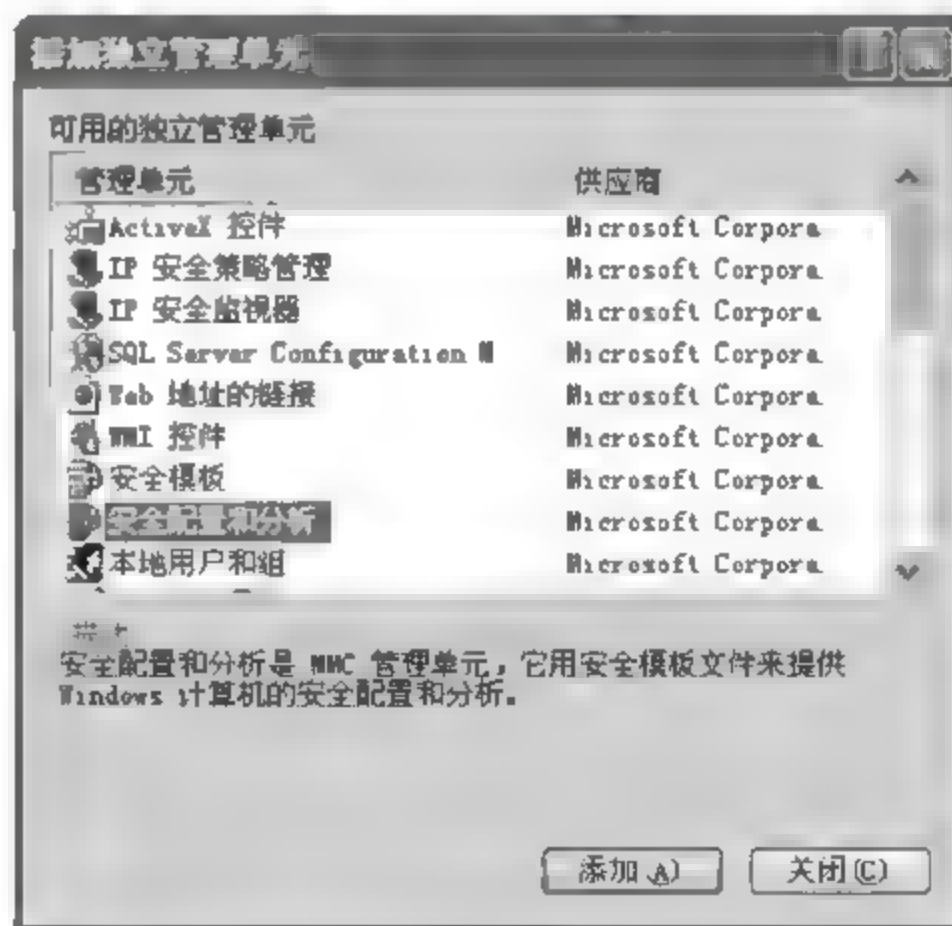 添加独立管理单元
可用的独立管理单元
管理单元 供应商
ActiveX 控件 Microsoft Corpora
IP 安全策略管理 Microsoft Corpora
IP 安全监视器 Microsoft Corpora
SQL Server Configuration M Microsoft Corpora
Web 地址的链接 Microsoft Corpora
WMI 控件 Microsoft Corpora
安全模板 Microsoft Corpora
安全配置和分析 Microsoft Corpora
本地用户和组 Microsoft Corpora
安全配置和分析是 MMC 管理单元，它用安全模板文件来提供
Windows 计算机的安全配置和分析。
添加(A) 关闭(C)